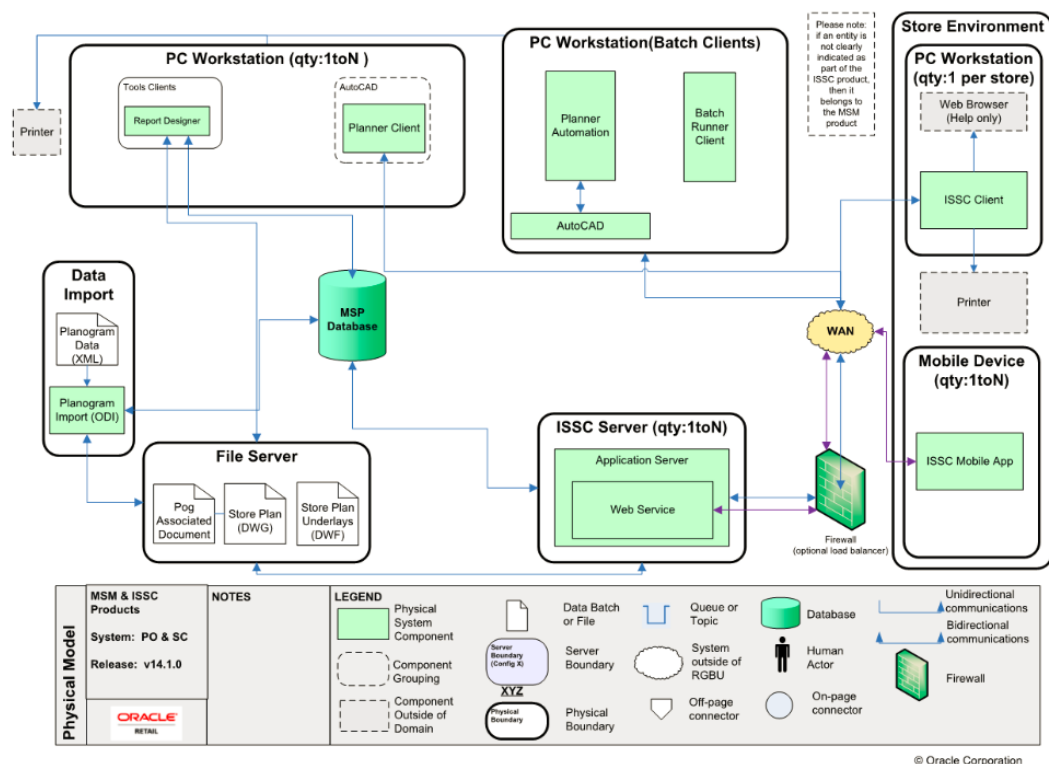 PC Workstation (qty:1toN )
Tools Clients
Report Designer
AutoCAD
Planner Client
Printer
PC Workstation(Batch Clients)
Planner
Automation
Batch
Runner
Client
AutoCAD
Please note:
if an entity is
not clearly
indicated as
part of the
ISSC product,
then it
belongs to
the MSM
product
Store Environment
PC Workstation
(qty:1 per store)
Web Browser
(Help only)
ISSC Client
Printer
Mobile Device
(qty:1toN)
ISSC Mobile App
Data
Import
Planogram
Data
(XML)
Planogram
Import (ODI)
MSP
Database
WAN
File Server
Pog
Associated
Document
Store Plan
(DWG)
Store Plan
Underlays
(DWF)
ISSC Server (qty:1toN)
Application Server
Web Service
Firewall
(optional load balancer)
Physical Model
MSM & ISSC
Products
System: PO & SC
Release: v14.1.0
ORACLE
RETAIL
NOTES
LEGEND
Physical
System
Component
Component
Grouping
Component
Outside of
Domain
Data Batch
or File
Server
Boundary
(Config X)
XYZ
Server
Boundary
Physical
Boundary
Physical
Boundary
Queue or
Topic
System
outside of
RGBU
Off-page
connector
Database
Human
Actor
On-page
connector
Unidirectional
communications
Bidirectional
communications
Firewall
© Oracle Corporation